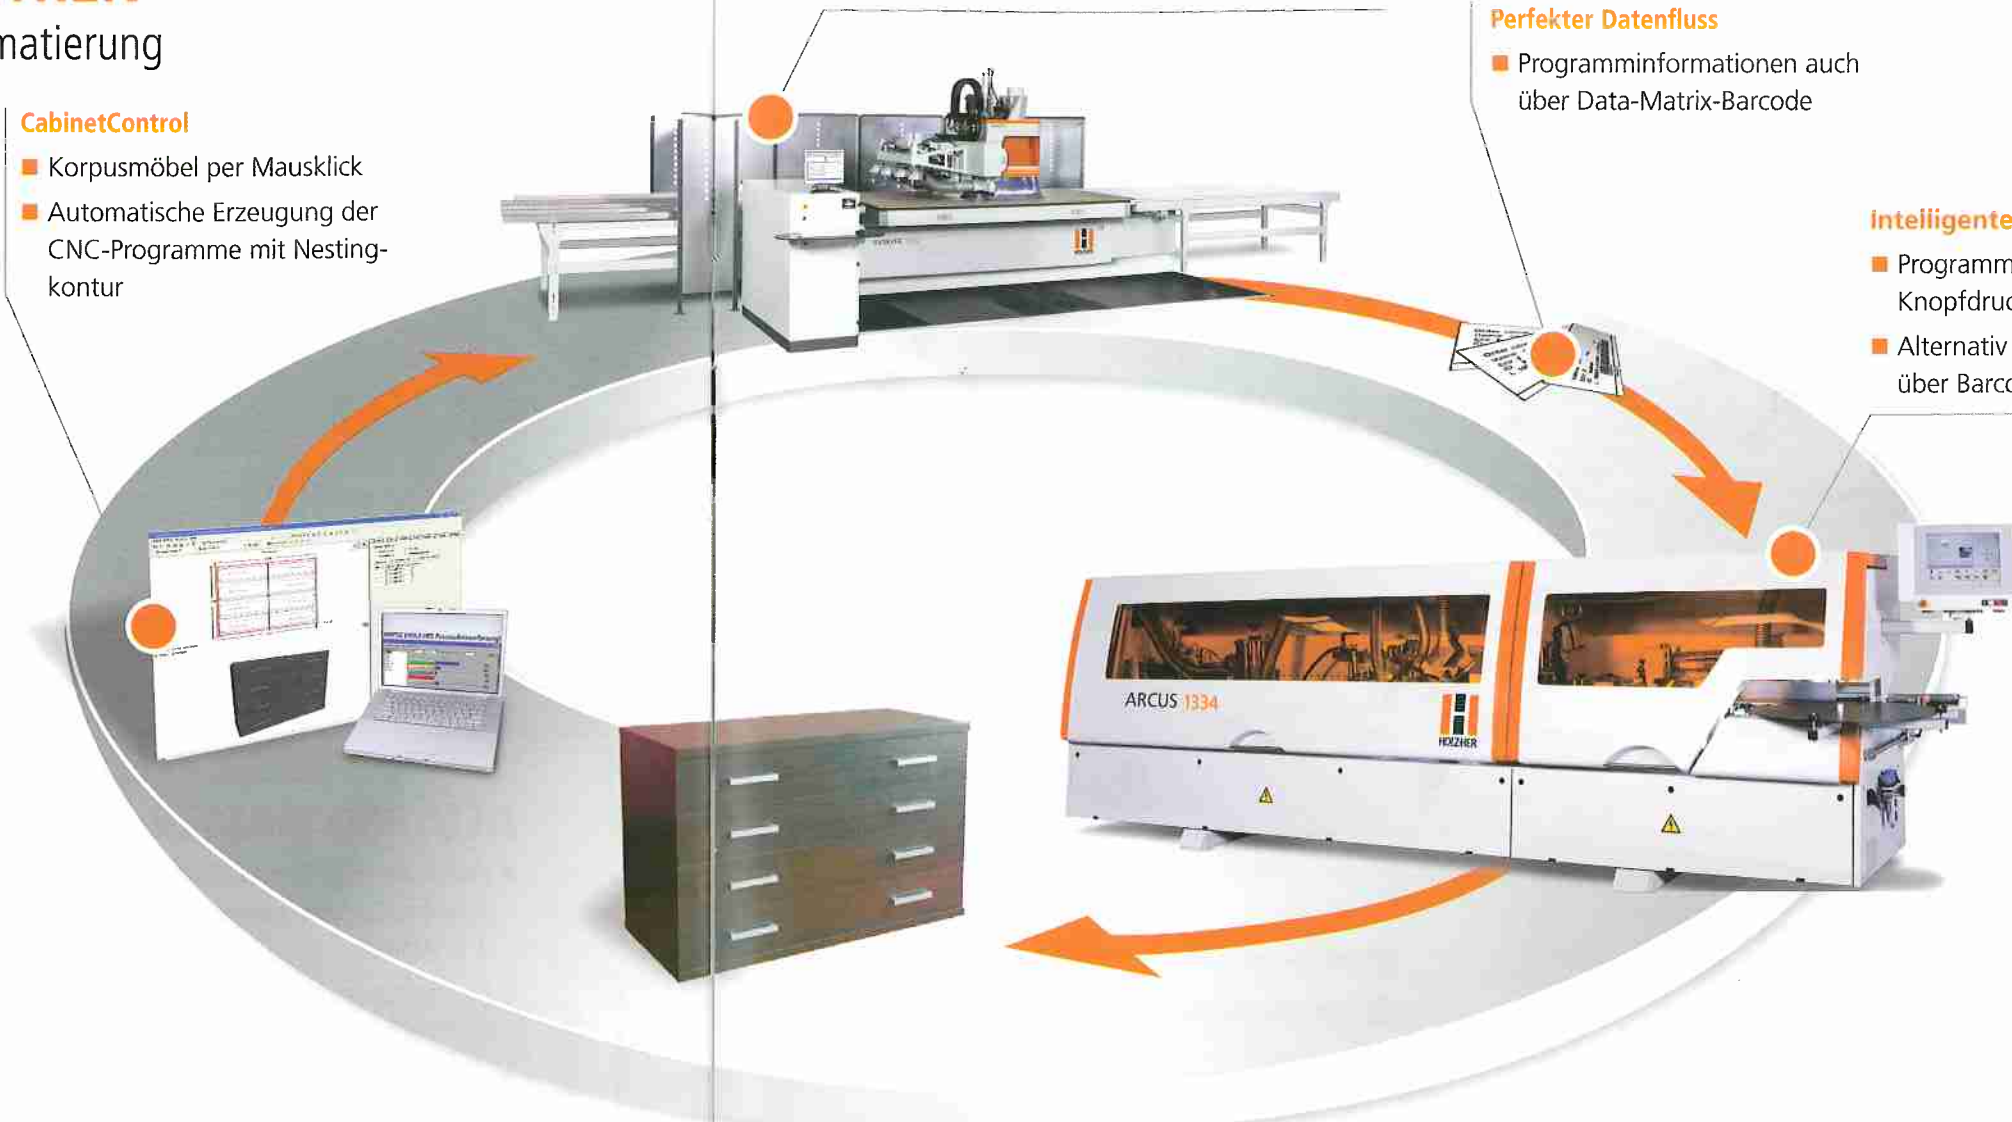 matierung
CabinetControl
Korpusmöbel per Mausklick
Automatische Erzeugung der
CNC-Programme mit Nesting-
kontur
Perfekter Datenfluss
Programminformationen auch
über Data-Matrix-Barcode
Intelligente
Programm
Knopfdruc
Alternativ
über Barco
ARCUS 1334
HOLZHER